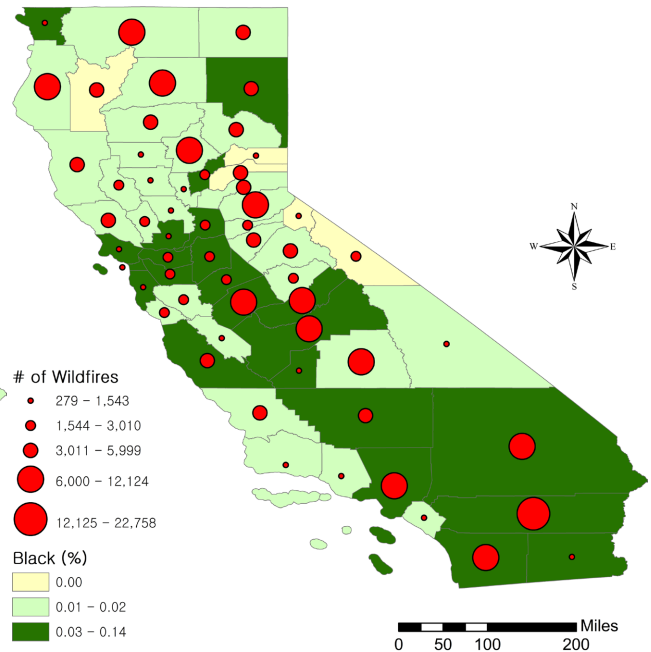 N
W E
S
# of Wildfires
279 – 1,543
1,544 – 3,010
3,011 – 5,999
6,000 – 12,124
12,125 – 22,758
Black (%)
0.00
0.01 – 0.02
0.03 – 0.14
Miles
0 50 100 200